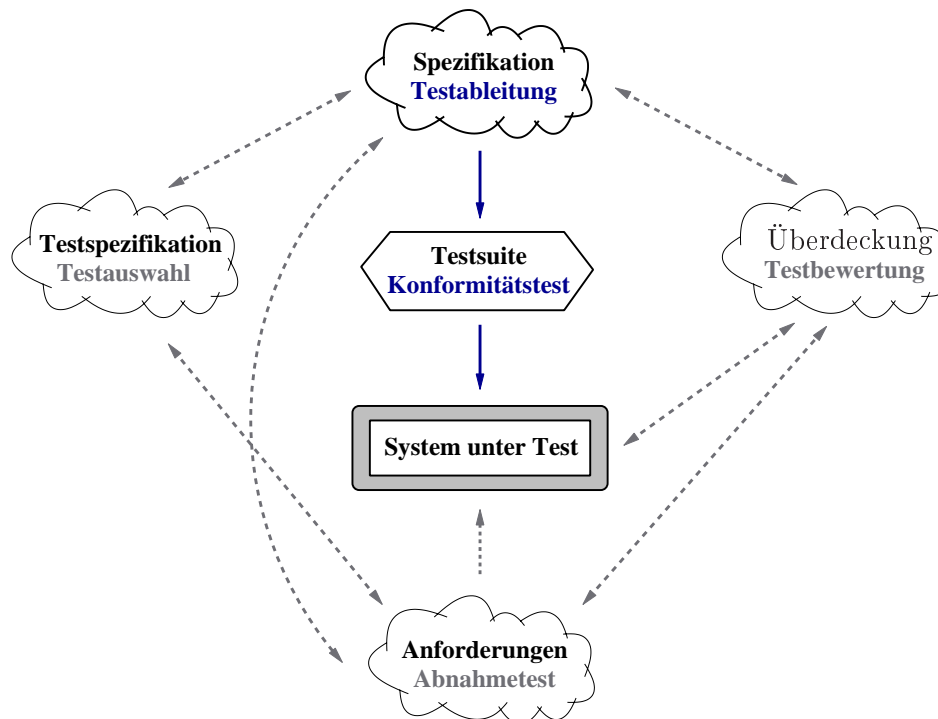 Spezifikation
Testableitung
Testspezifikation
Testauswahl
Testsuite
Konformitätstest
Überdeckung
Testbewertung
System unter Test
Anforderungen
Abnahmetest